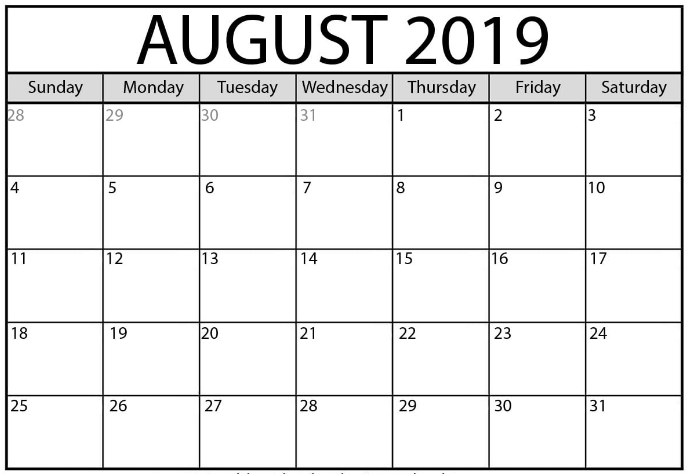 AUGUST 2019
Sunday Monday Tuesday Wednesday Thursday Friday Saturday
28 29 30 31 1 2 3
4 5 6 7 8 9 10
11 12 13 14 15 16 17
18 19 20 21 22 23 24
25 26 27 28 29 30 31